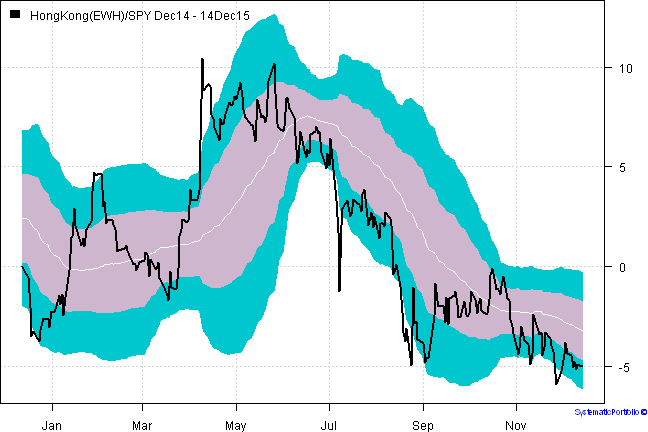 HongKong(EWH)/SPY Dec14 - 14Dec15
10
5
0
-5
Jan Mar May Jul Sep Nov
SystematicPortfolio ©